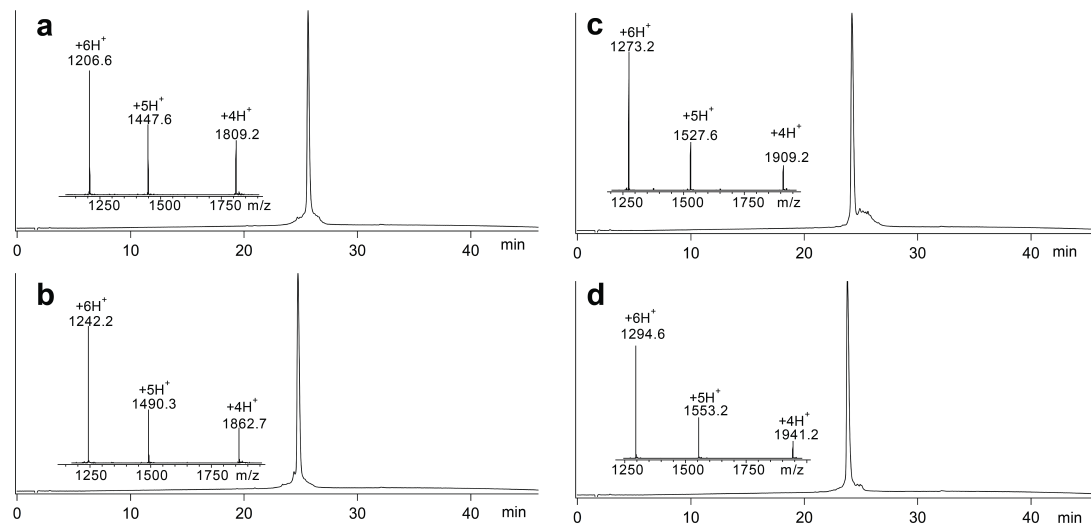 a
+6H+
1206.6
+5H+
1447.6
+4H+
1809.2
1250 1500 1750 m/z
0 10 20 30 40 min
b
+6H+
1242.2
+5H+
1490.3
+4H+
1862.7
1250 1500 1750 m/z
0 10 20 30 40 min
c
+6H+
1273.2
+5H+
1527.6
+4H+
1909.2
1250 1500 1750 m/z
0 10 20 30 40 min
d
+6H+
1294.6
+5H+
1553.2
+4H+
1941.2
1250 1500 1750 m/z
0 10 20 30 40 min